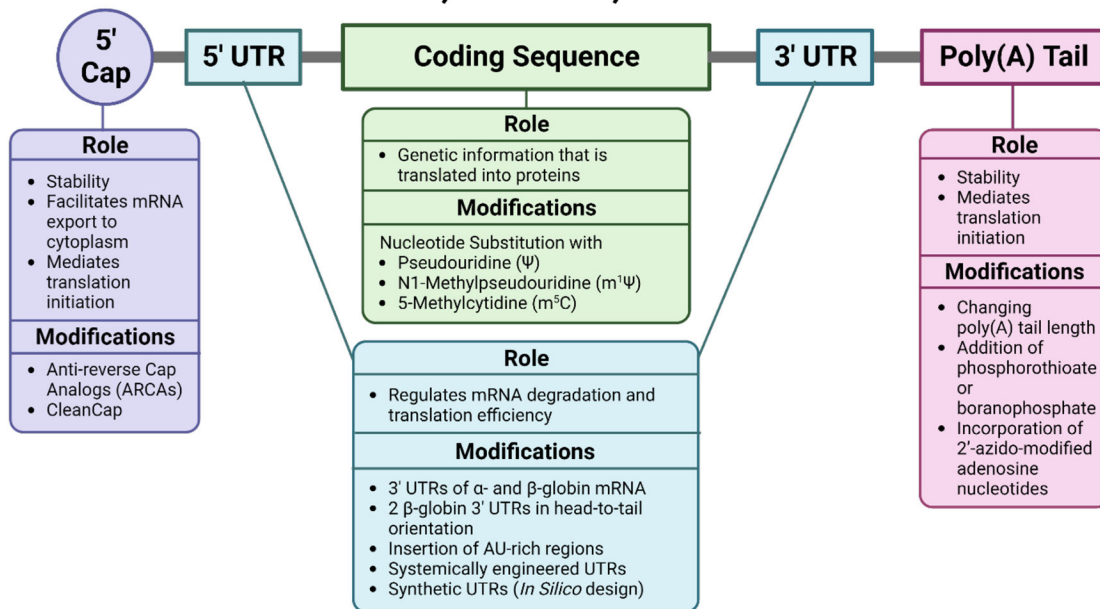 5'
Cap
5' UTR
Coding Sequence
3' UTR
Poly(A) Tail
Role
• Stability
• Facilitates mRNA
export to
cytoplasm
• Mediates
translation
initiation
Modifications
• Anti-reverse Cap
Analogs (ARCAs)
• CleanCap
Role
• Genetic information that is
translated into proteins
Modifications
Nucleotide Substitution with
• Pseudouridine (Ψ)
• N1-Methylpseudouridine (m¹Ψ)
• 5-Methylcytidine (m⁵C)
Role
• Regulates mRNA degradation and
translation efficiency
Modifications
• 3' UTRs of α- and β-globin mRNA
• 2 β-globin 3' UTRs in head-to-tail
orientation
• Insertion of AU-rich regions
• Systemically engineered UTRs
• Synthetic UTRs (In Silico design)
Role
• Stability
• Mediates
translation
initiation
Modifications
• Changing
poly(A) tail length
• Addition of
phosphorothioate
or
boranophosphate
• Incorporation of
2'-azido-modified
adenosine
nucleotides